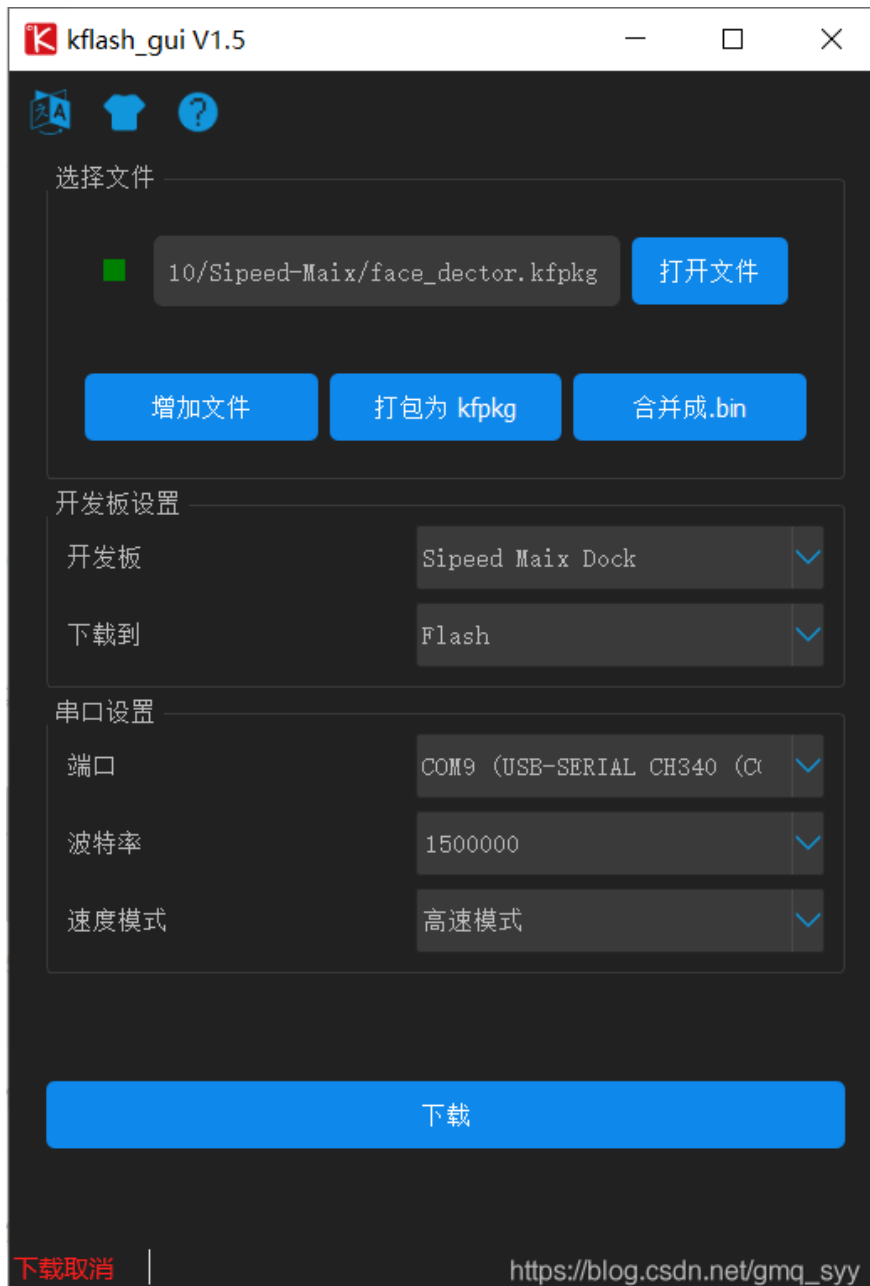 kflash_gui V1.5
选择文件
10/Sipeed-Maix/face_dector.kfpkg
打开文件
增加文件
打包为 kfpkg
合并成.bin
开发板设置
开发板
Sipeed Maix Dock
下载到
Flash
串口设置
端口
COM9 (USB-SERIAL CH340 (CO
波特率
1500000
速度模式
高速模式
下载
下载取消
https://blog.csdn.net/gmq_syy